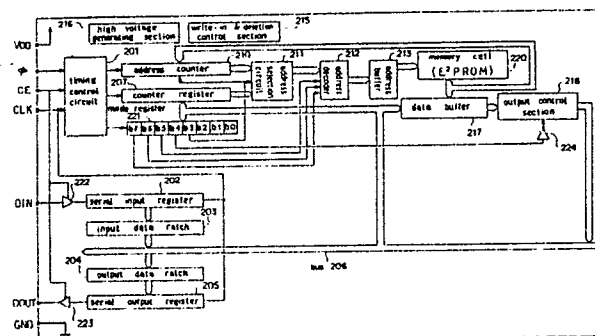 216
high voltage
generating section
write-in & deletion
control section
215
VDD
ϕ
CE
CLK
201
timing
control
circuit
210
address counter
207
counter register
mode register
221
b7 b6 b5 b4 b3 b2 b1 b0
211
address
selection
circuit
212
address
decoder
213
address
buffer
memory cell
(E²PROM)
220
218
data buffer
217
output control
section
224
DIN
222
202
serial input register
203
input data latch
204
bus 206
output data latch
205
serial output register
DOUT
223
GND